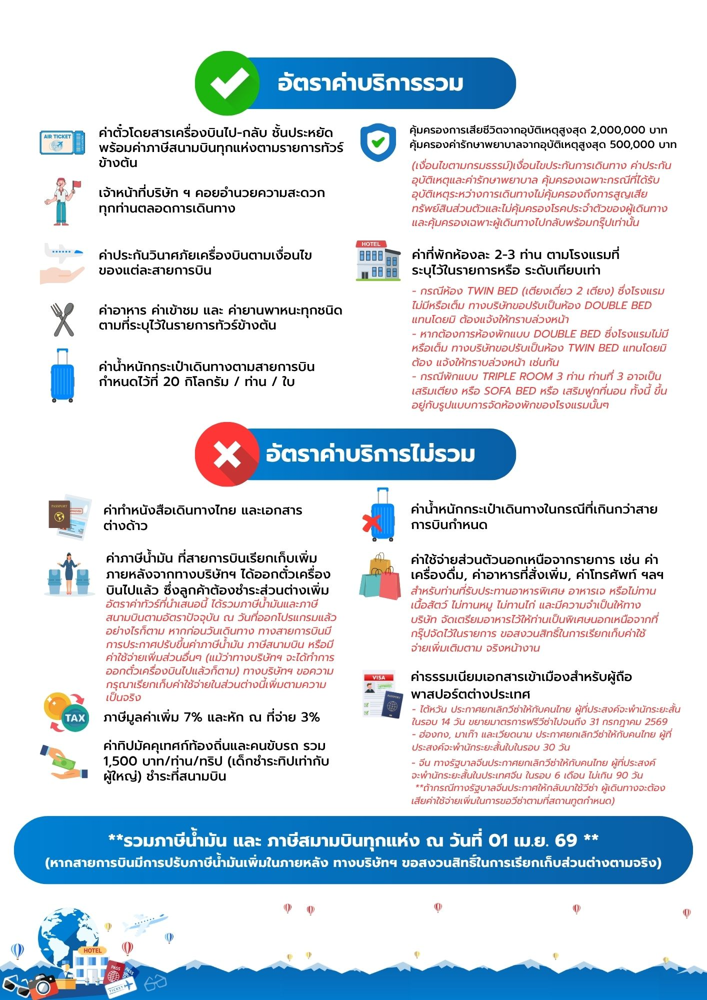 อัตราค่าบริการรวม
AIR TICKET
ค่าตั๋วโดยสารเครื่องบินไป-กลับ ชั้นประหยัด
พร้อมค่าภาษีสนามบินทุกแห่งตามรายการทัวร์
ข้างต้น
เจ้าหน้าที่บริษัท ฯ คอยอำนวยความสะดวก
ทุกท่านตลอดการเดินทาง
ค่าประกันวินาศภัยเครื่องบินตามเงื่อนไข
ของแต่ละสายการบิน
ค่าอาหาร ค่าเข้าชม และ ค่ายานพาหนะทุกชนิด
ตามที่ระบุไว้ในรายการทัวร์ข้างต้น
ค่าน้ำหนักกระเป๋าเดินทางตามสายการบิน
กำหนดไว้ที่ 20 กิโลกรัม / ท่าน / ใบ
คุ้มครองการเสียชีวิตจากอุบัติเหตุสูงสุด 2,000,000 บาท
คุ้มครองค่ารักษาพยาบาลจากอุบัติเหตุสูงสุด 500,000 บาท
(เงื่อนไขตามกรมธรรม์)เงื่อนไขประกันการเดินทาง ค่าประกัน
อุบัติเหตุและค่ารักษาพยาบาล คุ้มครองเฉพาะกรณีที่ได้รับ
อุบัติเหตุระหว่างการเดินทางไม่คุ้มครองถึงการสูญเสีย
ทรัพย์สินส่วนตัวและไม่คุ้มครองโรคประจำตัวของผู้เดินทาง
และคุ้มครองเฉพาะผู้เดินทางไปกลับพร้อมกรุ๊ปเท่านั้น
HOTEL
ค่าที่พักห้องละ 2-3 ท่าน ตามโรงแรมที่
ระบุไว้ในรายการหรือ ระดับเทียบเท่า
- กรณีห้อง TWIN BED (เตียงเดี่ยว 2 เตียง) ซึ่งโรงแรม
ไม่มีหรือเต็ม ทางบริษัทขอปรับเป็นห้อง DOUBLE BED
แทนโดยมิ ต้องแจ้งให้ทราบล่วงหน้า
- หากต้องการห้องพักแบบ DOUBLE BED ซึ่งโรงแรมไม่มี
หรือเต็ม ทางบริษัทขอปรับเป็นห้อง TWIN BED แทนโดยมิ
ต้อง แจ้งให้ทราบล่วงหน้า เช่นกัน
- กรณีพักแบบ TRIPLE ROOM 3 ท่าน ท่านที่ 3 อาจเป็น
เสริมเตียง หรือ SOFA BED หรือ เสริมฟูกที่นอน ทั้งนี้ ขึ้น
อยู่กับรูปแบบการจัดห้องพักของโรงแรมนั้นๆ
อัตราค่าบริการไม่รวม
PASSPORT
ค่าทำหนังสือเดินทางไทย และเอกสาร
ต่างด้าว
ค่าภาษีน้ำมัน ที่สายการบินเรียกเก็บเพิ่ม
ภายหลังจากทางบริษัทฯ ได้ออกตั๋วเครื่อง
บินไปแล้ว ซึ่งลูกค้าต้องชำระส่วนต่างเพิ่ม
อัตราค่าทัวร์ที่นำเสนอนี้ ได้รวมภาษีน้ำมันและภาษี
สนามบินตามอัตราปัจจุบัน ณ วันที่ออกโปรแกรมแล้ว
อย่างไรก็ตาม หากก่อนวันเดินทาง ทางสายการบินมี
การประกาศปรับขึ้นค่าภาษีน้ำมัน ภาษีสนามบิน หรือมี
ค่าใช้จ่ายเพิ่มส่วนอื่นๆ (แม้ว่าทางบริษัทฯ จะได้ทำการ
ออกตั๋วเครื่องบินไปแล้วก็ตาม) ทางบริษัทฯ ขอความ
กรุณาเรียกเก็บค่าใช้จ่ายในส่วนต่างนี้เพิ่มตามความ
เป็นจริง
TAX
ภาษีมูลค่าเพิ่ม 7% และหัก ณ ที่จ่าย 3%
ค่าทิปมัคคุเทศก์ท้องถิ่นและคนขับรถ รวม
1,500 บาท/ท่าน/ทริป (เด็กชำระทิปเท่ากับ
ผู้ใหญ่) ชำระที่สนามบิน
ค่าน้ำหนักกระเป๋าเดินทางในกรณีที่เกินกว่าสาย
การบินกำหนด
ค่าใช้จ่ายส่วนตัวนอกเหนือจากรายการ เช่น ค่า
เครื่องดื่ม, ค่าอาหารที่สั่งเพิ่ม, ค่าโทรศัพท์ ฯลฯ
สำหรับท่านที่รับประทานอาหารพิเศษ อาหารเจ หรือไม่ทาน
เนื้อสัตว์ ไม่ทานหมู ไม่ทานไก่ และมีความจำเป็นให้ทาง
บริษัท จัดเตรียมอาหารไว้ให้ท่านเป็นพิเศษนอกเหนือจากที่
กรุ๊ปจัดไว้ในรายการ ขอสงวนสิทธิ์ในการเรียกเก็บค่าใช้
จ่ายเพิ่มเติมตาม จริงหน้างาน
VISA
APPROVED
PASSPORT
ค่าธรรมเนียมเอกสารเข้าเมืองสำหรับผู้ถือ
พาสปอร์ตต่างประเทศ
- ไต้หวัน ประกาศยกเลิกวีซ่าให้กับคนไทย ผู้ที่ประสงค์จะพำนักระยะสั้น
ในรอบ 14 วัน ขยายมาตรการฟรีวีซ่าไปจนถึง 31 กรกฎาคม 2569
- ฮ่องกง, มาเก๊า และเวียดนาม ประกาศยกเลิกวีซ่าให้กับคนไทย ผู้ที่
ประสงค์จะพำนักระยะสั้นใบในรอบ 30 วัน
- จีน ทางรัฐบาลจีนประกาศยกเลิกวีซ่าให้กับคนไทย ผู้ที่ประสงค์
จะพำนักระยะสั้นในประเทศจีน ในรอบ 6 เดือน ไม่เกิน 90 วัน
**ถ้ากรณีทางรัฐบาลจีนประกาศให้กลับมาใช้วีซ่า ผู้เดินทางจะต้อง
เสียค่าใช้จ่ายเพิ่มในการขอวีซ่าตามที่สถานทูตกำหนด)
**รวมภาษีน้ำมัน และ ภาษีสมามบินทุกแห่ง ณ วันที่ 01 เม.ย. 69 **
(หากสายการบินมีการปรับภาษีน้ำมันเพิ่มในภายหลัง ทางบริษัทฯ ขอสงวนสิทธิ์ในการเรียกเก็บส่วนต่างตามจริง)
HOTEL
PASS
PASS
TICKET